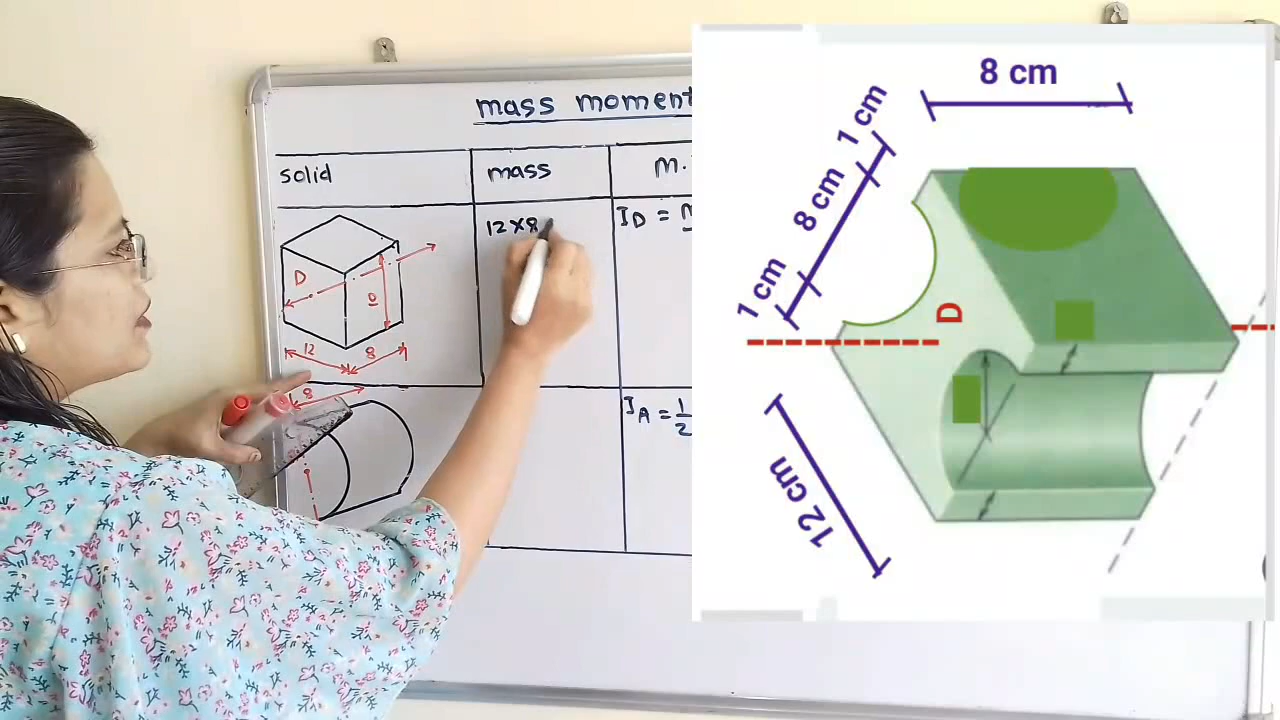 mass moment
solid
mass
M.
12×8
I_D =
D
12
8
8
I_A = 1/2
8 cm
1 cm
8 cm
1 cm
D
12 cm